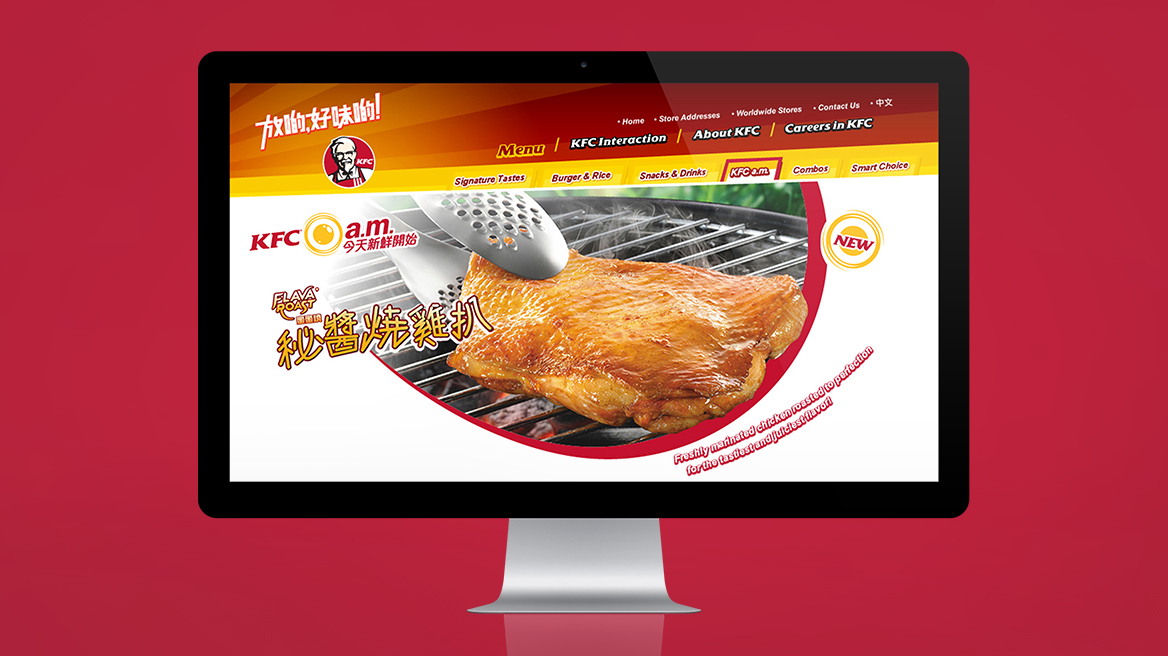 放啲,好味啲!
• Home • Store Addresses • Worldwide Stores • Contact Us • 中文
Menu | KFC Interaction | About KFC | Careers in KFC
KFC
Signature Tastes Burger & Rice Snacks & Drinks KFC a.m. Combos Smart Choice
KFC a.m.
今天新鮮開始
NEW
FLAVA ROAST
秘醬燒雞扒
Freshly marinated chicken roasted to perfection
for the tastiest and juiciest flavor!